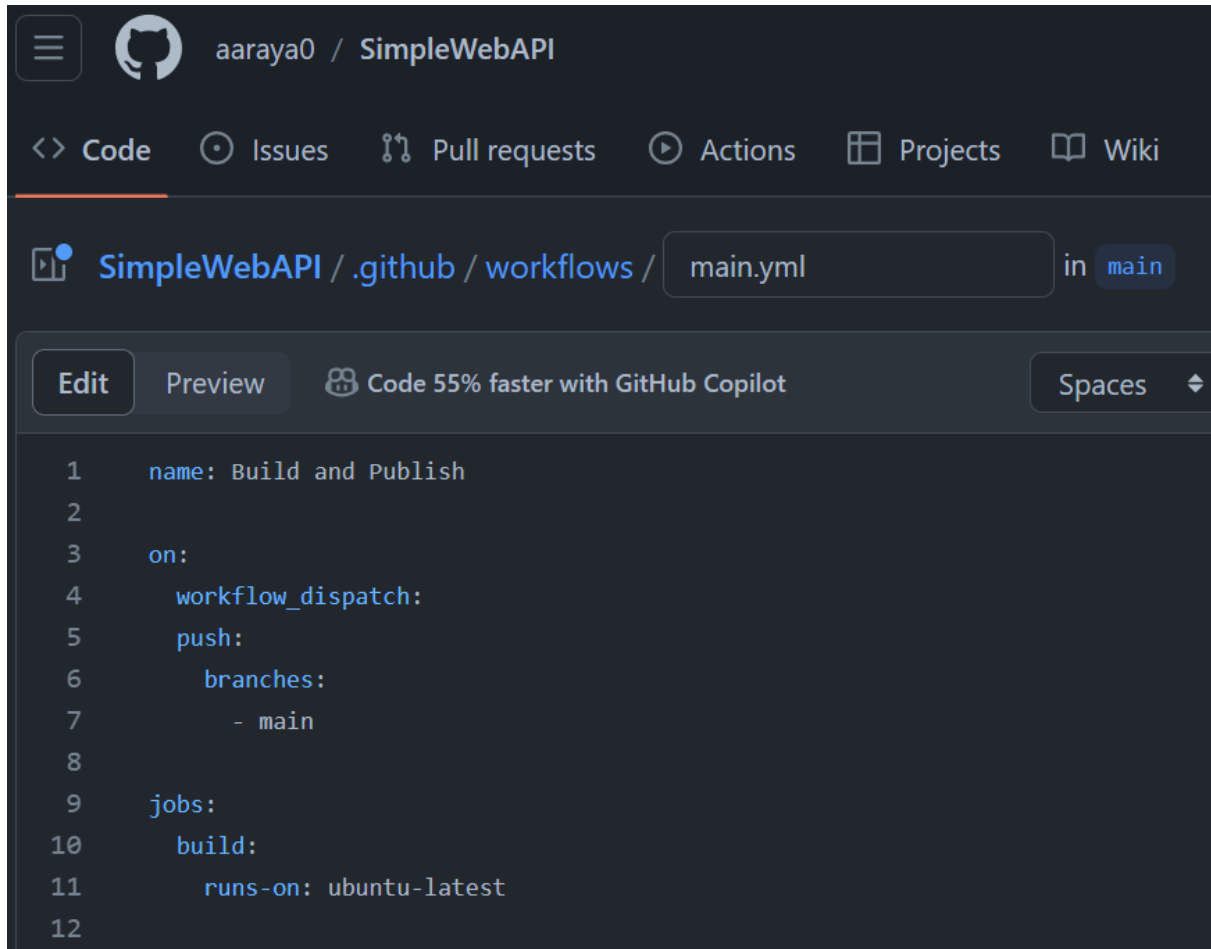 aaraya0 / SimpleWebAPI
Code Issues Pull requests Actions Projects Wiki
SimpleWebAPI / .github / workflows / main.yml in main
Edit Preview Code 55% faster with GitHub Copilot Spaces
1 name: Build and Publish
2
3 on:
4   workflow_dispatch:
5   push:
6     branches:
7       - main
8
9 jobs:
10   build:
11     runs-on: ubuntu-latest
12